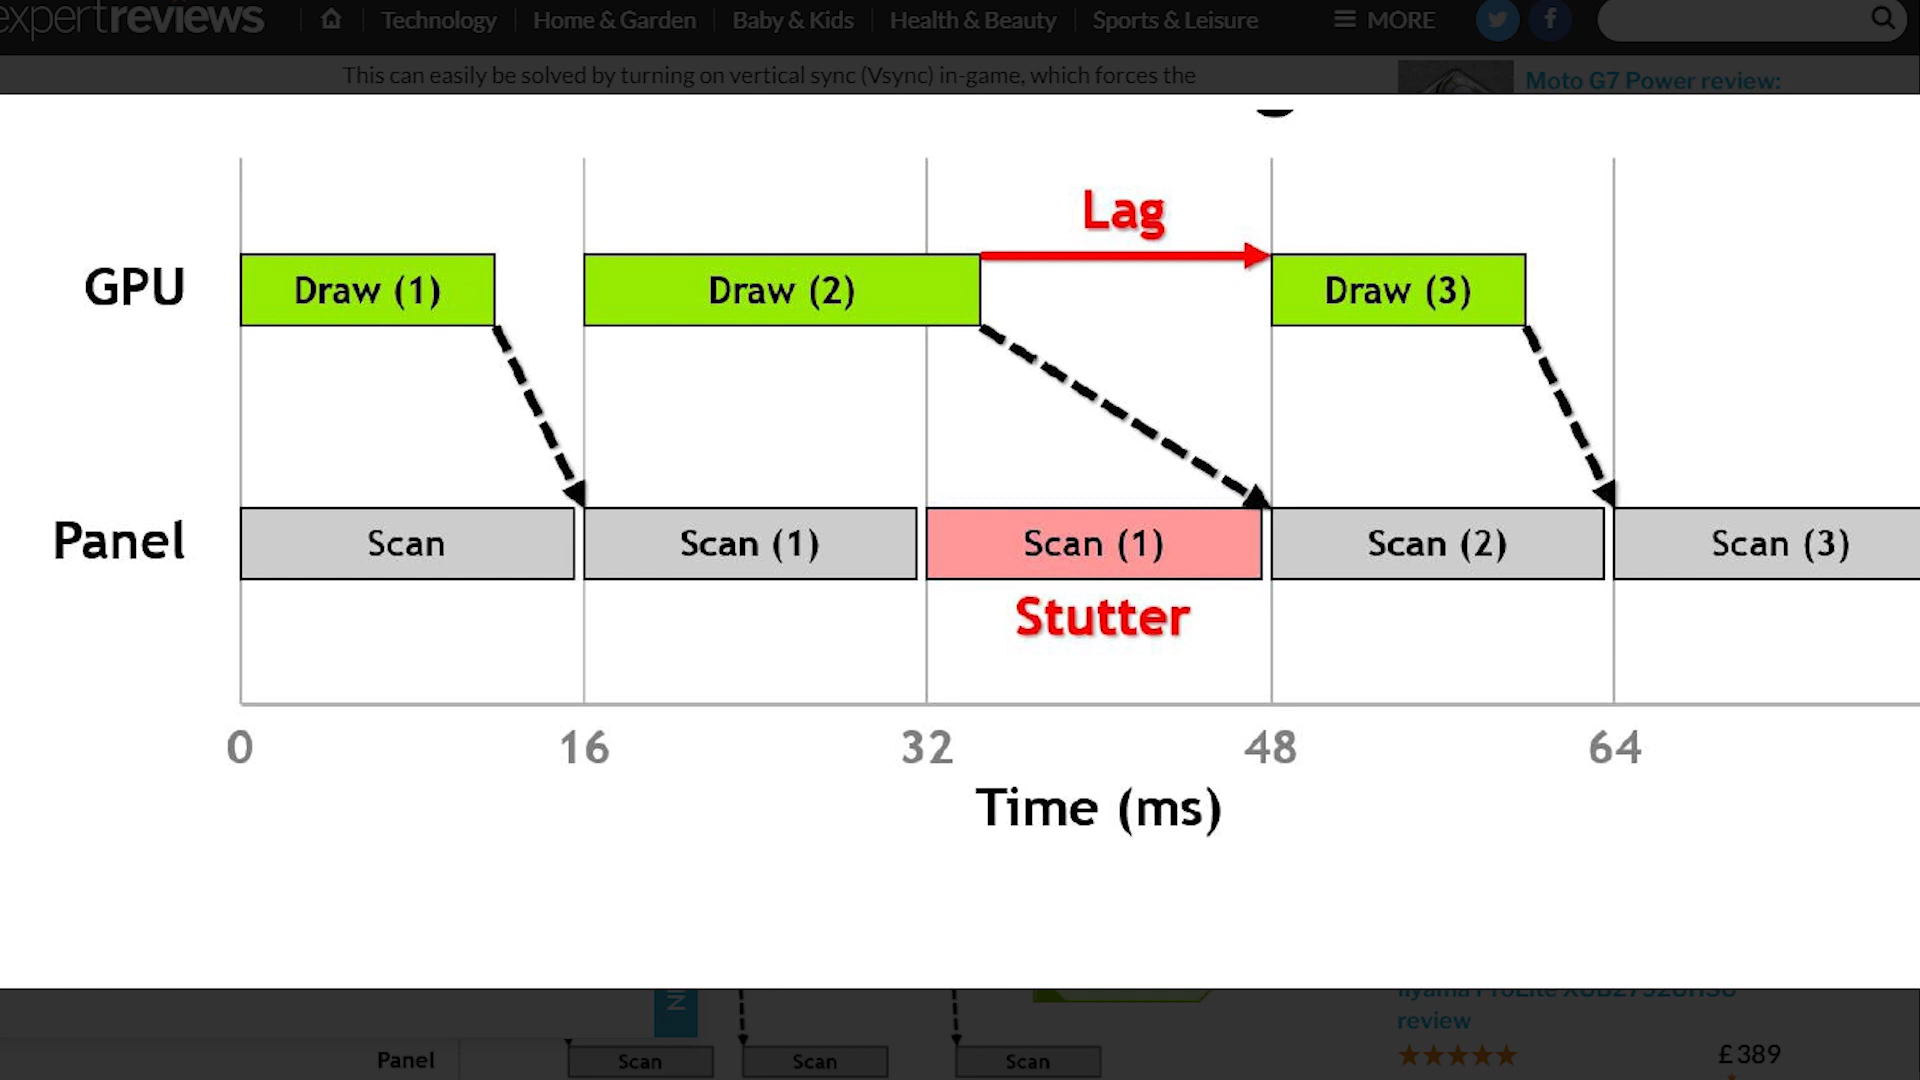 expertreviews
Technology
Home & Garden
Baby & Kids
Health & Beauty
Sports & Leisure
MORE
This can easily be solved by turning on vertical sync (Vsync) in-game, which forces the
Moto G7 Power review:
Lag
GPU
Draw (1)
Draw (2)
Draw (3)
Panel
Scan
Scan (1)
Scan (1)
Scan (2)
Scan (3)
Stutter
0
16
32
48
64
Time (ms)
review
£389
Panel
Scan
Scan
Scan